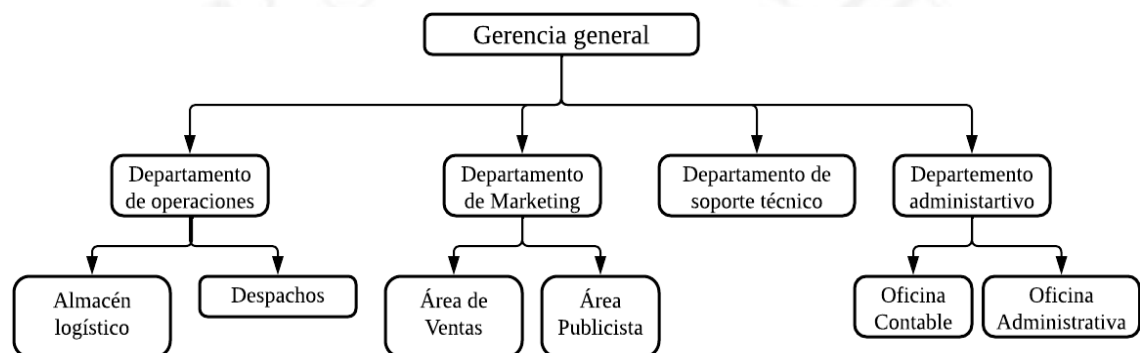 Gerencia general
Departamento
de operaciones
Departamento
de Marketing
Departamento de
soporte técnico
Departemento
administartivo
Almacén
logístico
Despachos
Área de
Ventas
Área
Publicista
Oficina
Contable
Oficina
Administrativa